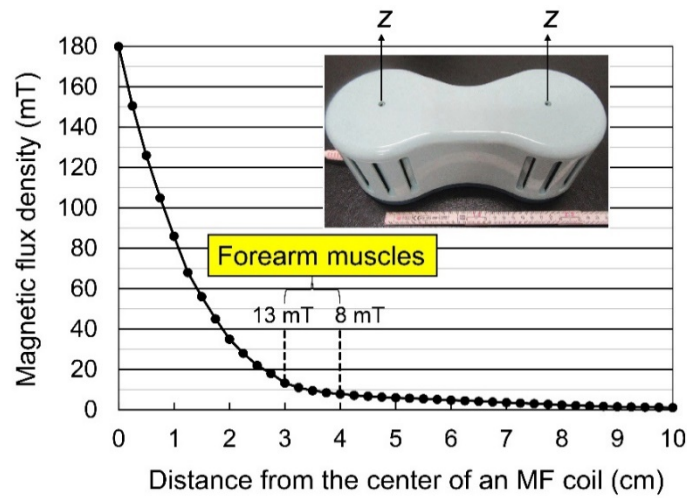 z z
180
160
140
120
100
80
60
40
20
0
Magnetic flux density (mT)
Forearm muscles
13 mT 8 mT
0 1 2 3 4 5 6 7 8 9 10
Distance from the center of an MF coil (cm)